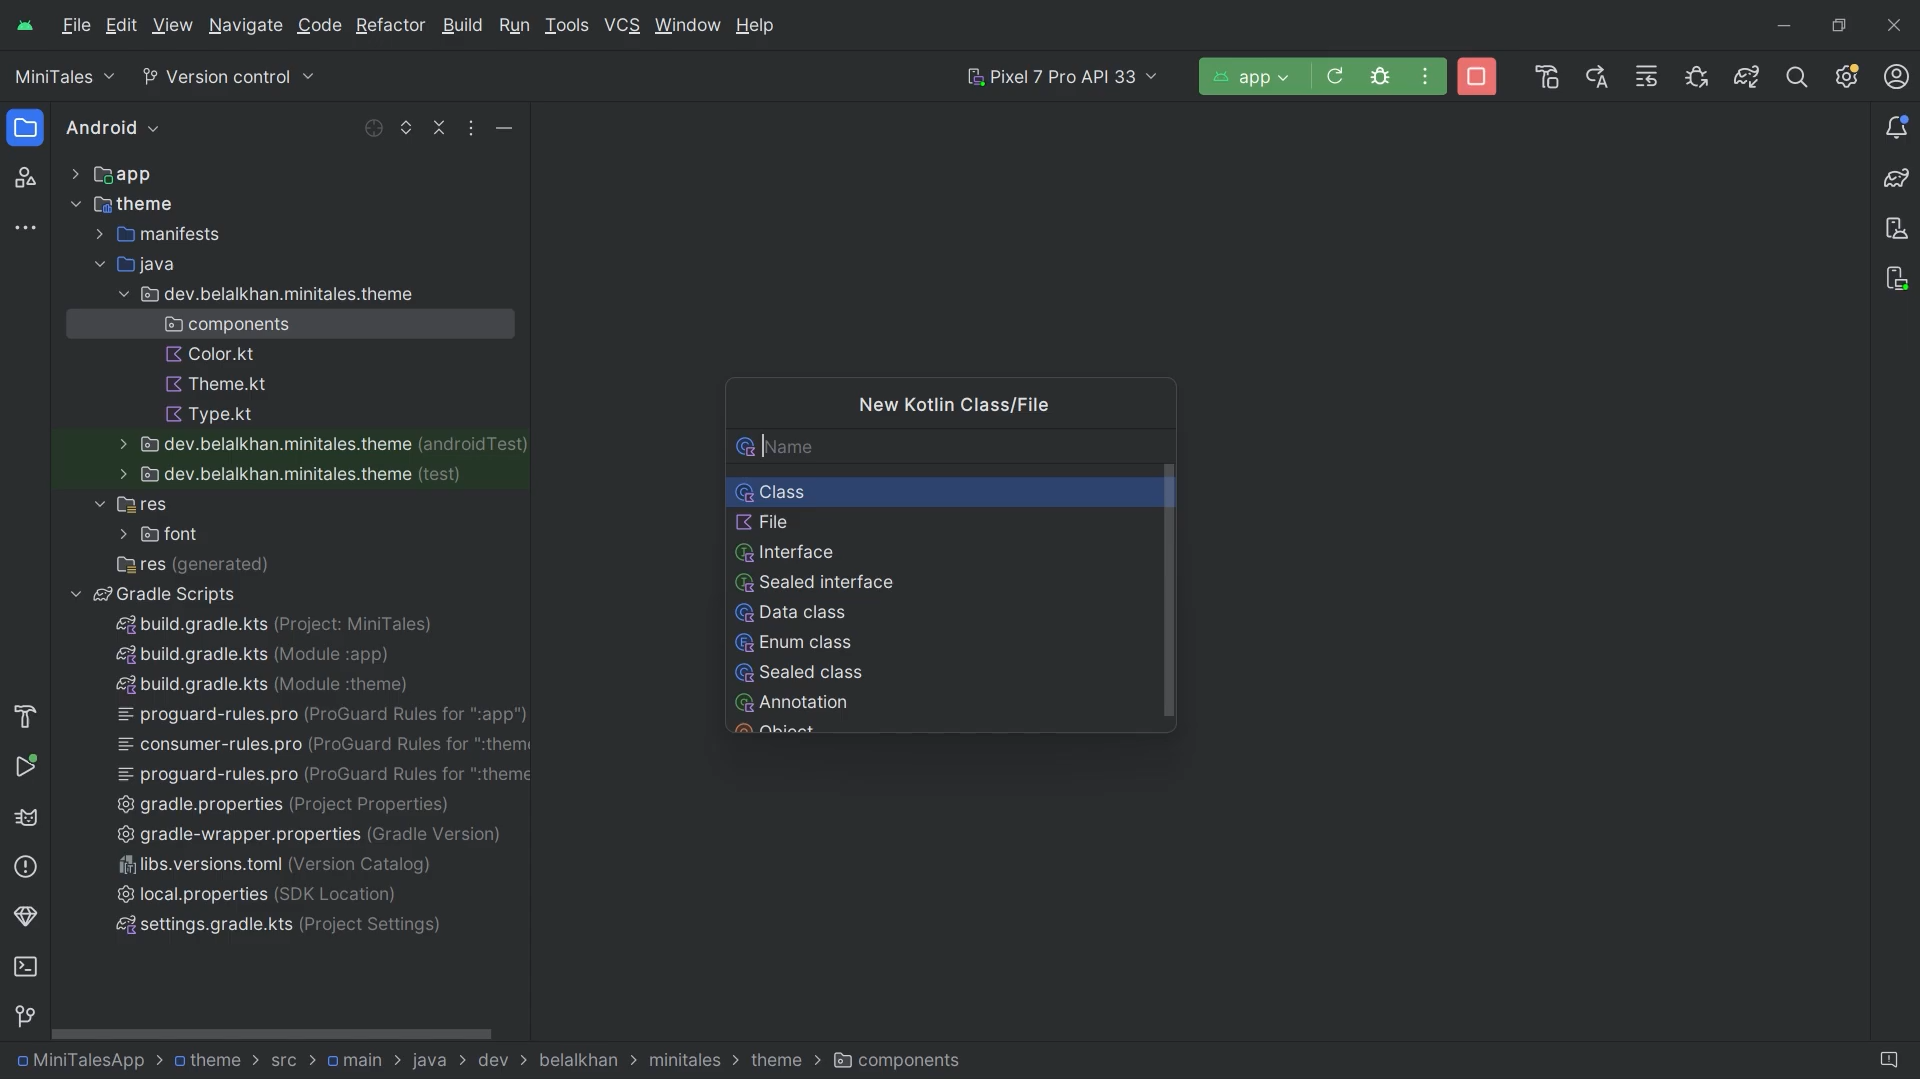 File Edit View Navigate Code Refactor Build Run Tools VCS Window Help
MiniTales Version control Pixel 7 Pro API 33 app
Android
app
theme
manifests
java
dev.belalkhan.minitales.theme
components
Color.kt
Theme.kt
Type.kt
dev.belalkhan.minitales.theme (androidTest)
dev.belalkhan.minitales.theme (test)
res
font
res (generated)
Gradle Scripts
build.gradle.kts (Project: MiniTales)
build.gradle.kts (Module :app)
build.gradle.kts (Module :theme)
proguard-rules.pro (ProGuard Rules for ":app")
consumer-rules.pro (ProGuard Rules for ":theme
proguard-rules.pro (ProGuard Rules for ":theme
gradle.properties (Project Properties)
gradle-wrapper.properties (Gradle Version)
libs.versions.toml (Version Catalog)
local.properties (SDK Location)
settings.gradle.kts (Project Settings)
New Kotlin Class/File
Name
Class
File
Interface
Sealed interface
Data class
Enum class
Sealed class
Annotation
Object
MiniTalesApp > theme > src > main > java > dev > belalkhan > minitales > theme > components